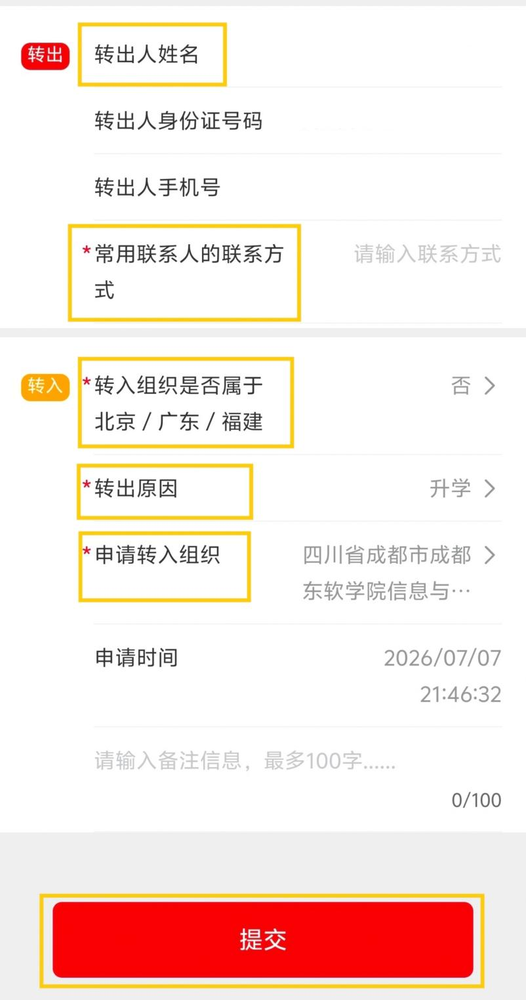 转出
转出人姓名
转出人身份证号码
转出人手机号
*常用联系人的联系方 请输入联系方式
式
转入
*转入组织是否属于 否
北京 / 广东 / 福建
*转出原因 升学
*申请转入组织 四川省成都市成都
东软学院信息与…
申请时间 2026/07/07
21:46:32
请输入备注信息，最多100字......
0/100
提交